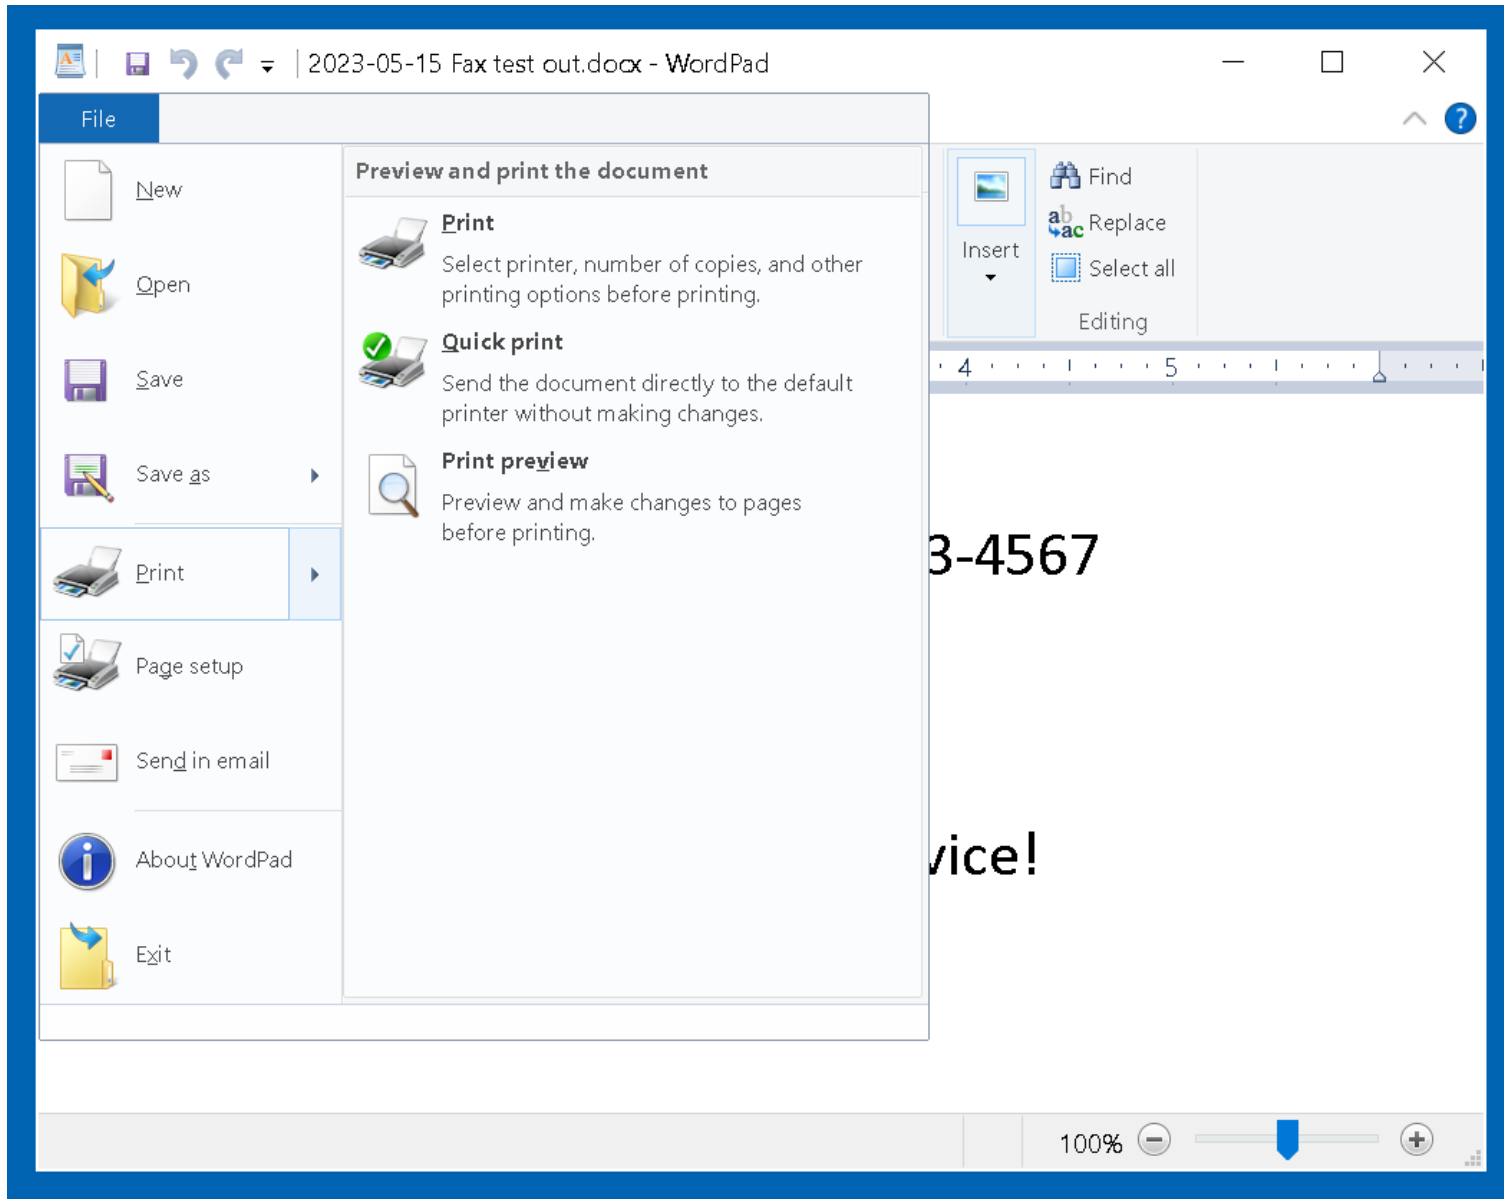 2023-05-15 Fax test out.docx - WordPad
File
?
New
Open
Save
Save as
Print
Page setup
Send in email
About WordPad
Exit
Preview and print the document
Print
Select printer, number of copies, and other
printing options before printing.
Quick print
Send the document directly to the default
printer without making changes.
Print preview
Preview and make changes to pages
before printing.
Insert
Find
ab
ac Replace
Select all
Editing
4 5
3-4567
vice!
100%